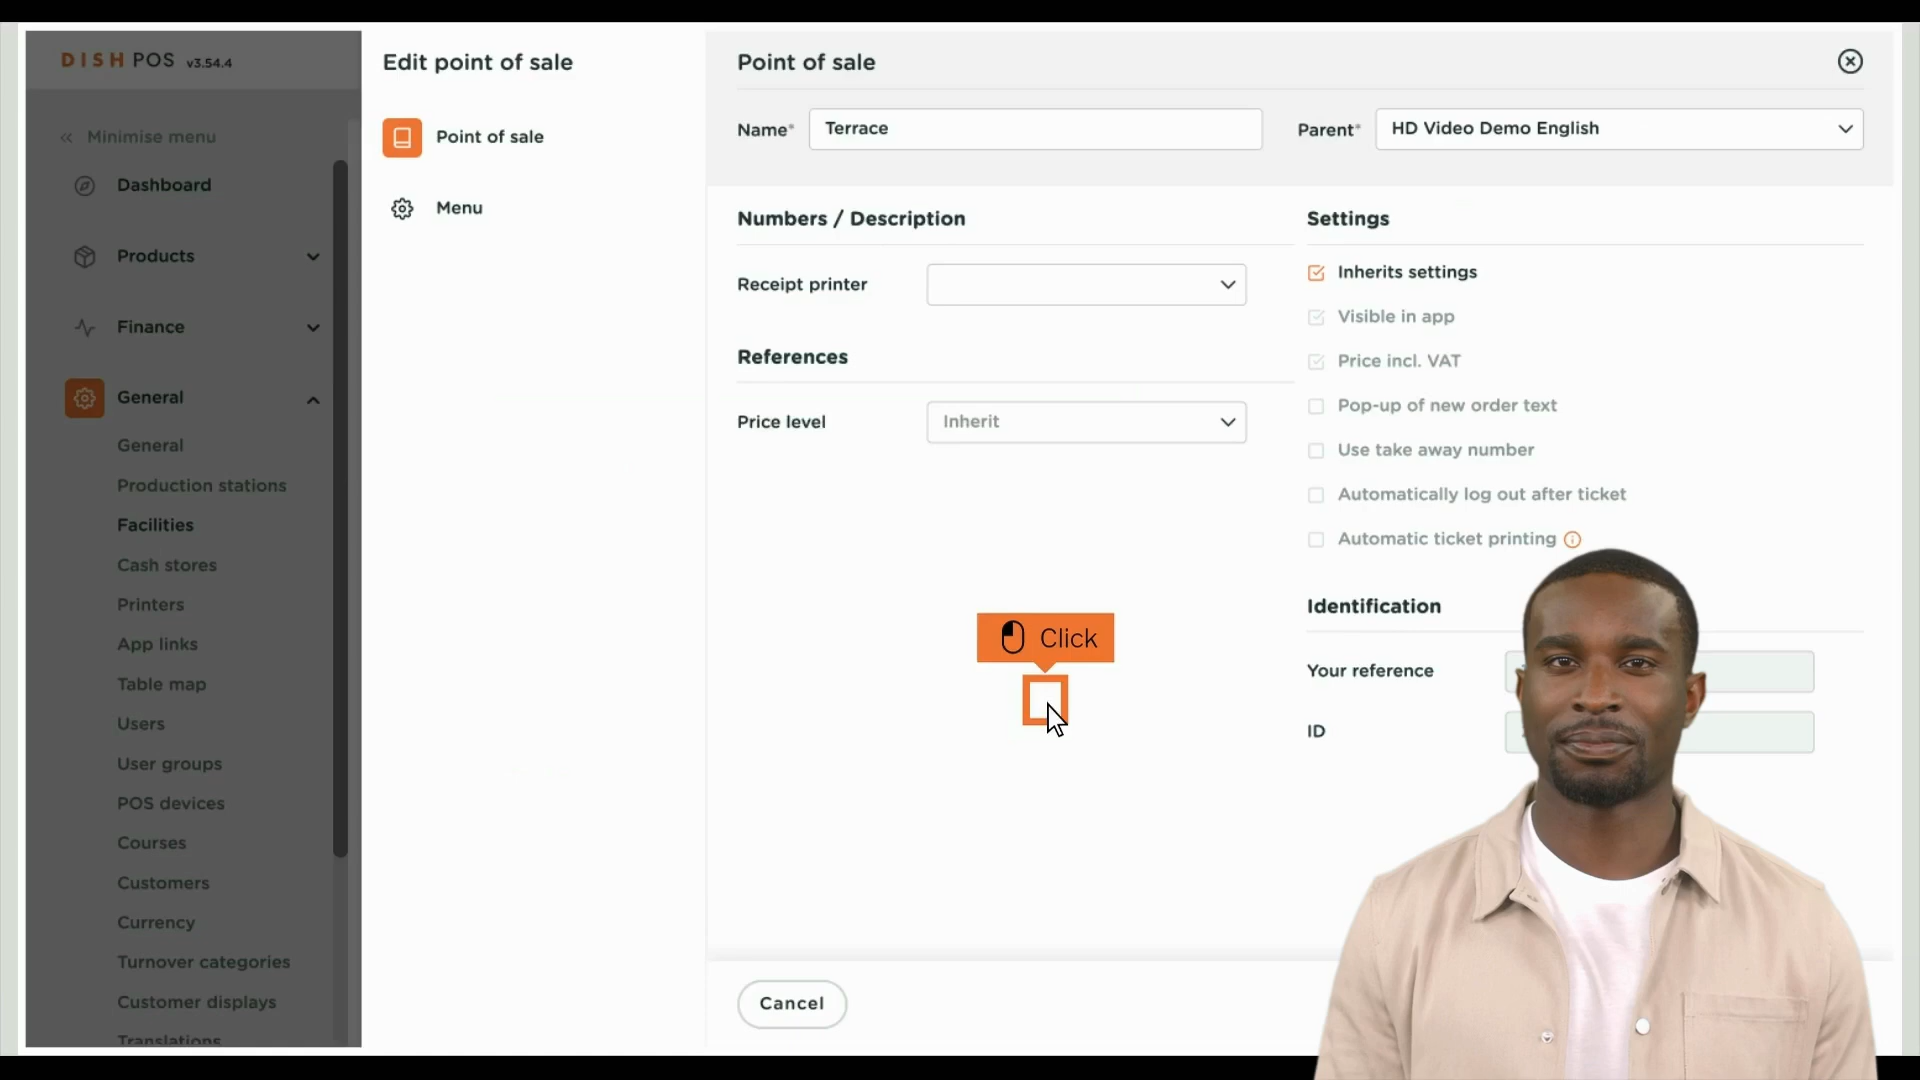 DISH POS v3.54.4
Minimise menu
Dashboard
Products
Finance
General
General
Production stations
Facilities
Cash stores
Printers
App links
Table map
Users
User groups
POS devices
Courses
Customers
Currency
Turnover categories
Customer displays
Translations
Edit point of sale
Point of sale
Menu
Point of sale
Name* Terrace
Parent* HD Video Demo English
Numbers / Description
Receipt printer
References
Price level Inherit
Settings
Inherits settings
Visible in app
Price incl. VAT
Pop-up of new order text
Use take away number
Automatically log out after ticket
Automatic ticket printing
Identification
Your reference
ID
Click
Cancel